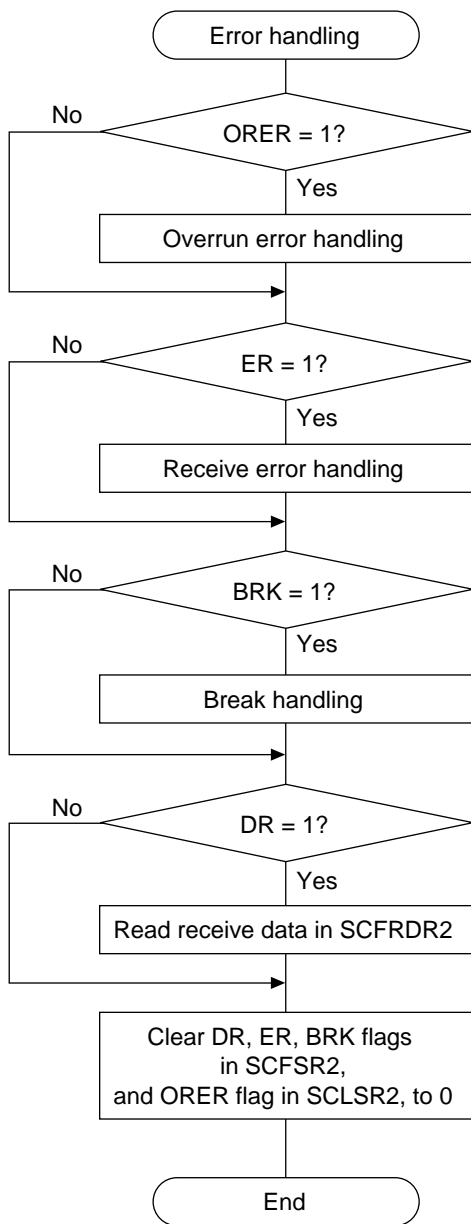 Error handling
No
ORER = 1?
Yes
Overrun error handling
No
ER = 1?
Yes
Receive error handling
No
BRK = 1?
Yes
Break handling
No
DR = 1?
Yes
Read receive data in SCFRDR2
Clear DR, ER, BRK flags
in SCFSR2,
and ORER flag in SCLSR2, to 0
End